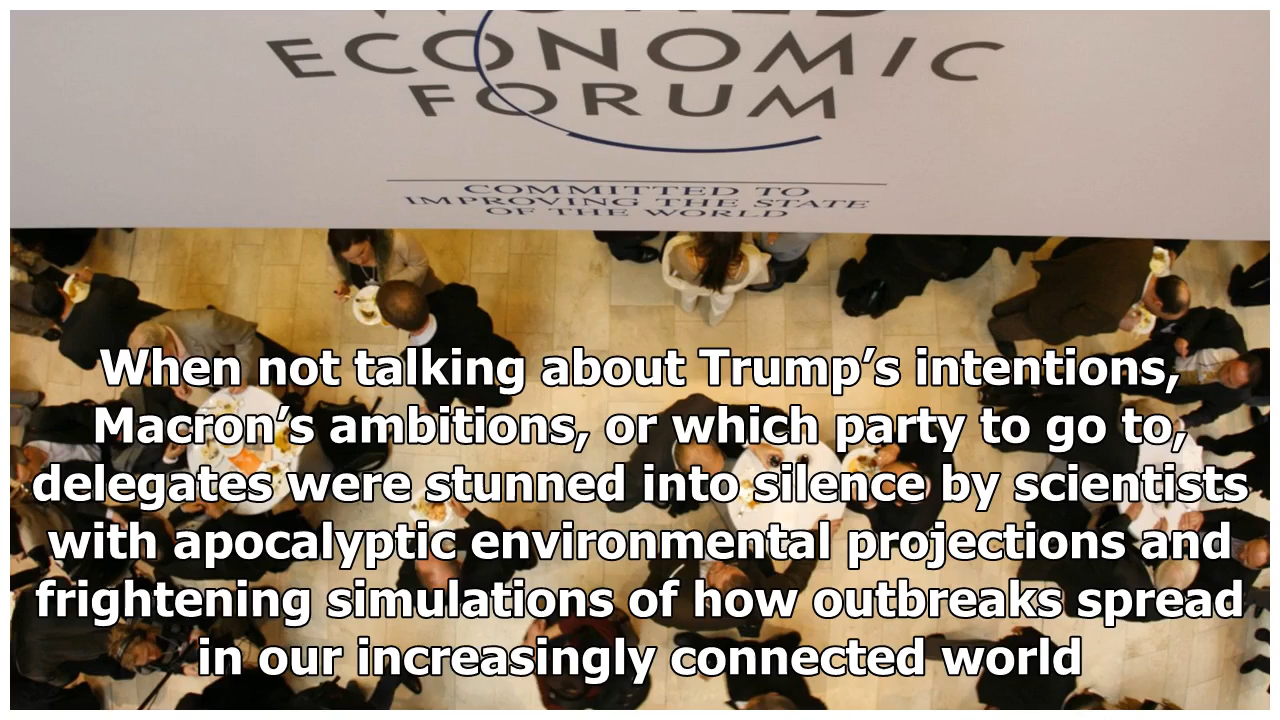 WORLD
ECONOMIC
FORUM
COMMITTED TO
IMPROVING THE STATE
OF THE WORLD
When not talking about Trump’s intentions,
Macron’s ambitions, or which party to go to,
delegates were stunned into silence by scientists
with apocalyptic environmental projections and
frightening simulations of how outbreaks spread
in our increasingly connected world